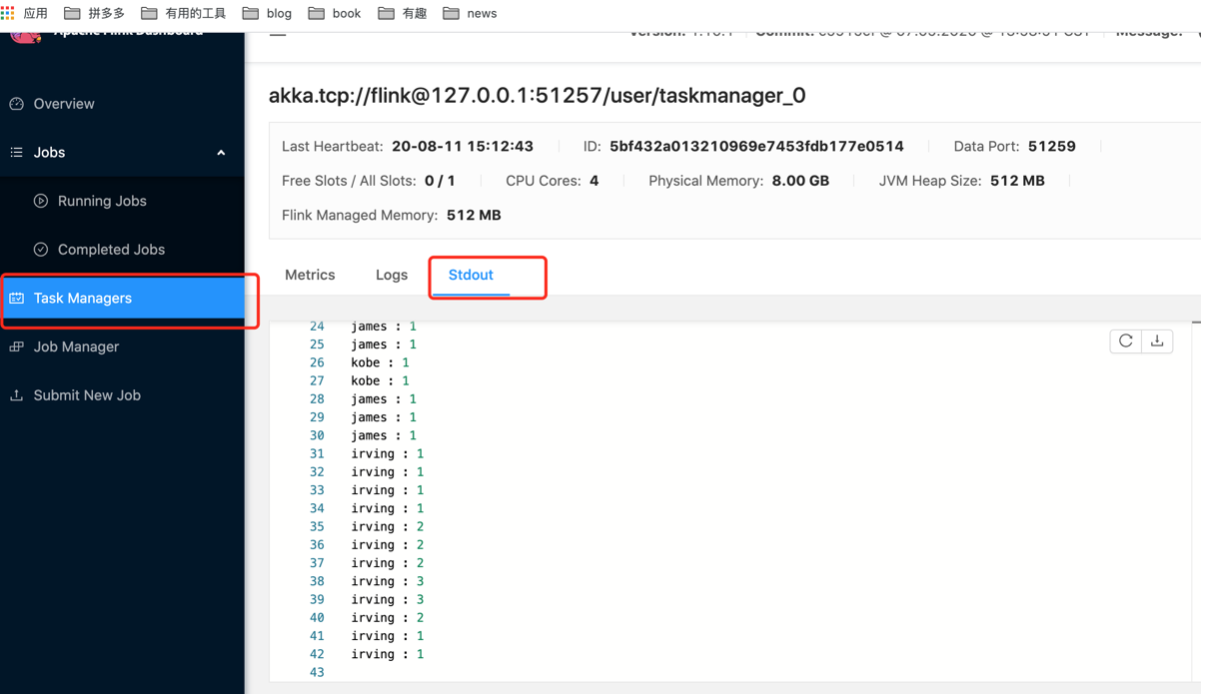 应用 拼多多 有用的工具 blog book 有趣 news
Apache Flink Dashboard
Overview
Jobs
Running Jobs
Completed Jobs
Task Managers
Job Manager
Submit New Job
akka.tcp://flink@127.0.0.1:51257/user/taskmanager_0
Last Heartbeat: 20-08-11 15:12:43 ID: 5bf432a013210969e7453fdb177e0514 Data Port: 51259
Free Slots / All Slots: 0 / 1 CPU Cores: 4 Physical Memory: 8.00 GB JVM Heap Size: 512 MB
Flink Managed Memory: 512 MB
Metrics Logs Stdout
24 james : 1
25 james : 1
26 kobe : 1
27 kobe : 1
28 james : 1
29 james : 1
30 james : 1
31 irving : 1
32 irving : 1
33 irving : 1
34 irving : 1
35 irving : 2
36 irving : 2
37 irving : 2
38 irving : 3
39 irving : 3
40 irving : 2
41 irving : 1
42 irving : 1
43